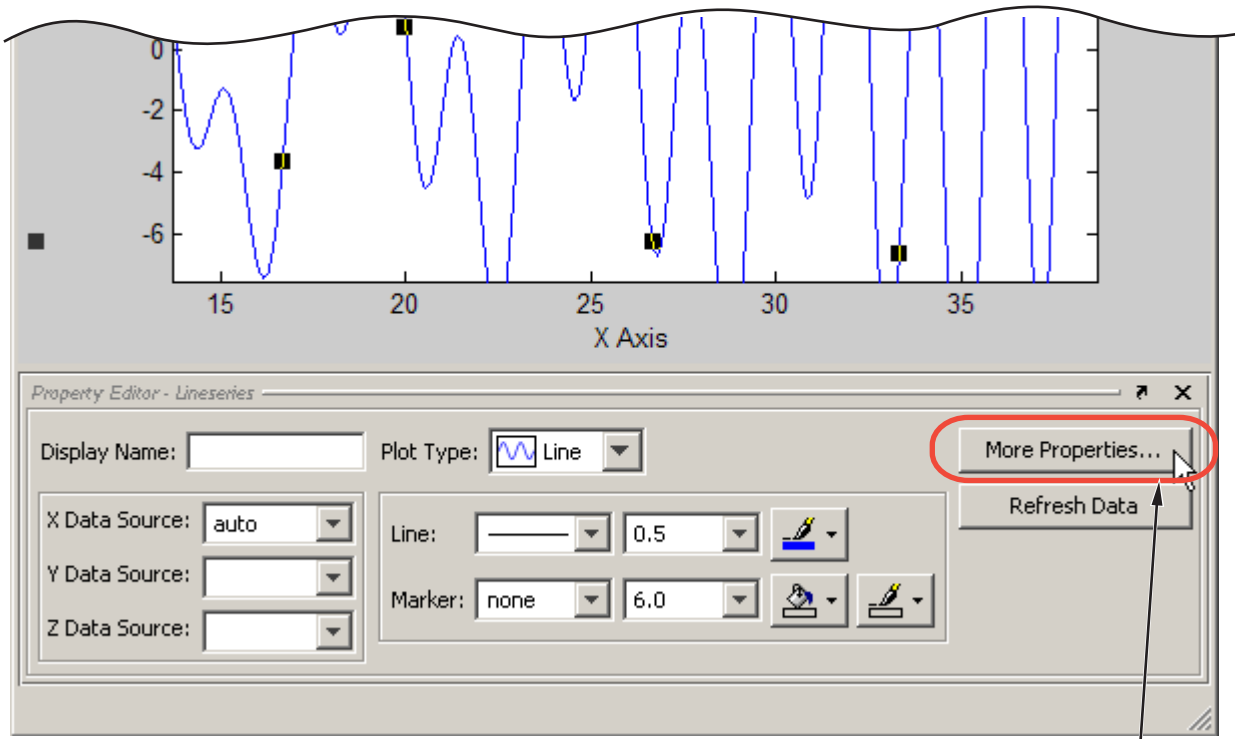 0
-2
-4
-6
15 20 25 30 35
X Axis
Property Editor - Lineseries
Display Name:
Plot Type: Line
More Properties...
Refresh Data
X Data Source: auto
Y Data Source:
Z Data Source:
Line: 0.5
Marker: none 6.0